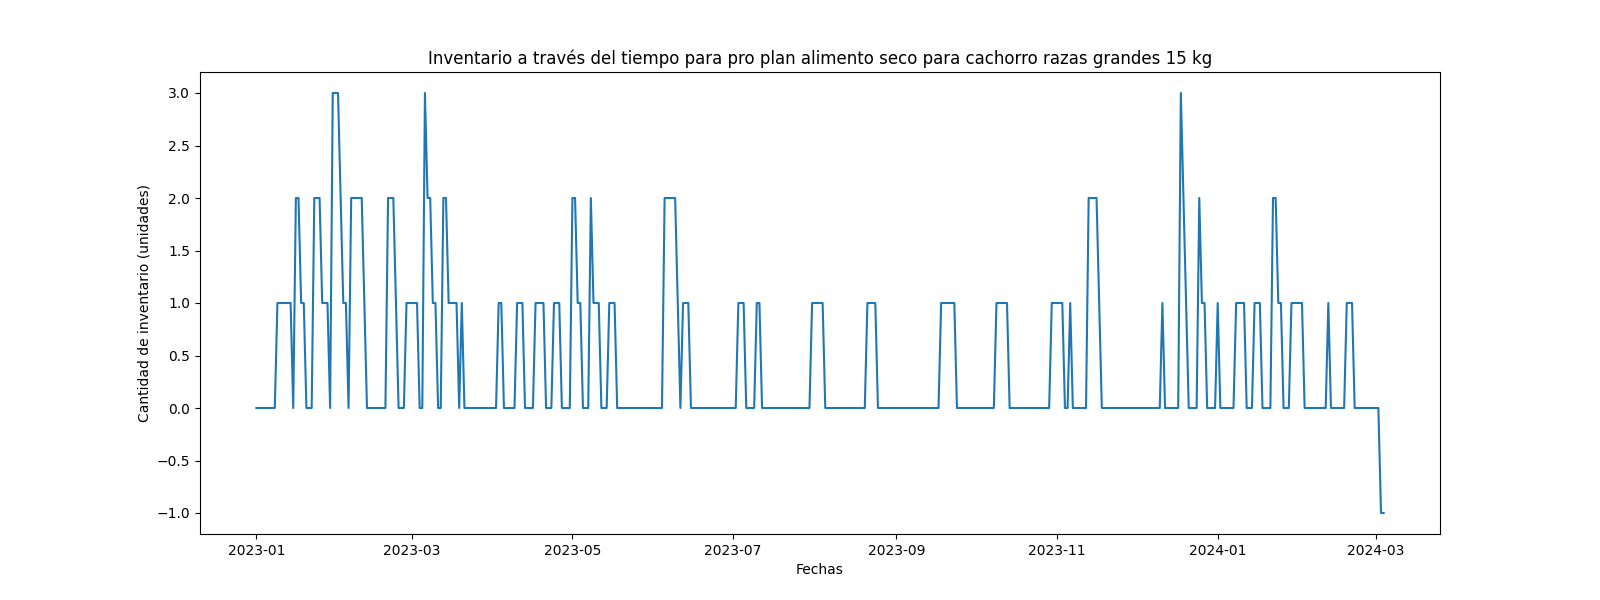 Inventario a través del tiempo para pro plan alimento seco para cachorro razas grandes 15 kg
Cantidad de inventario (unidades)
3.0
2.5
2.0
1.5
1.0
0.5
0.0
−0.5
−1.0
2023-01 2023-03 2023-05 2023-07 2023-09 2023-11 2024-01 2024-03
Fechas